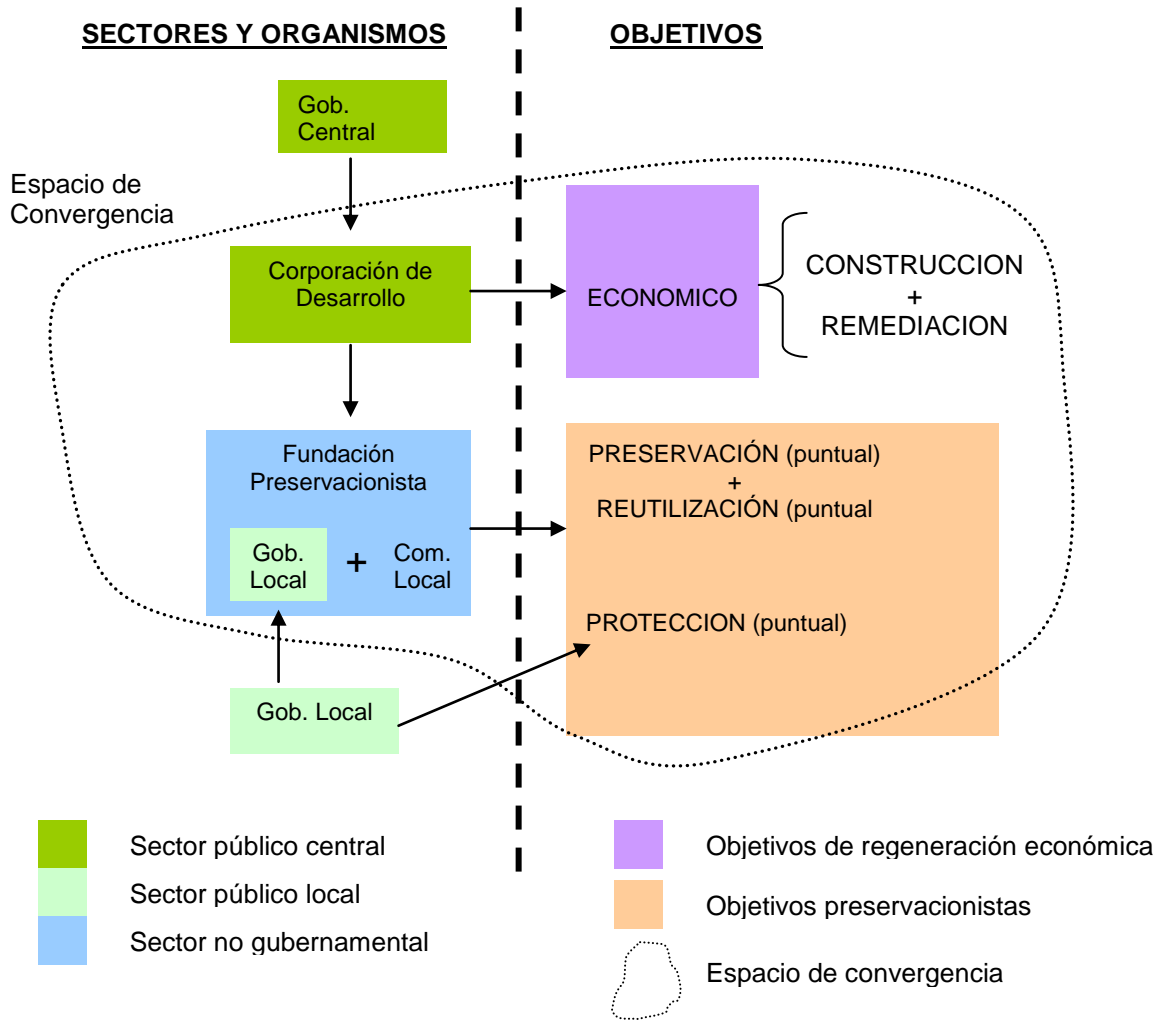 SECTORES Y ORGANISMOS
OBJETIVOS
Gob.
Central
Espacio de
Convergencia
Corporación de
Desarrollo
ECONOMICO
CONSTRUCCION
+
REMEDIACION
Fundación
Preservacionista
Gob.
Local
+
Com.
Local
PRESERVACIÓN (puntual)
+
REUTILIZACIÓN (puntual
PROTECCION (puntual)
Gob. Local
Sector público central
Sector público local
Sector no gubernamental
Objetivos de regeneración económica
Objetivos preservacionistas
Espacio de convergencia